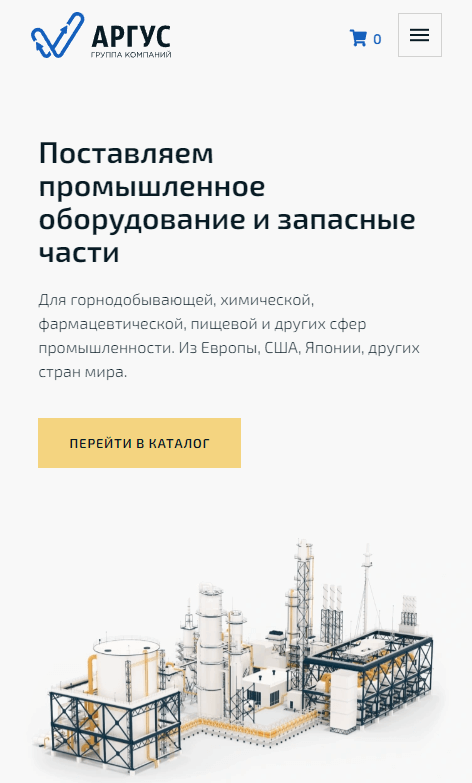 АРГУС
ГРУППА КОМПАНИЙ
0
Поставляем
промышленное
оборудование и запасные
части
Для горнодобывающей, химической,
фармацевтической, пищевой и других сфер
промышленности. Из Европы, США, Японии, других
стран мира.
ПЕРЕЙТИ В КАТАЛОГ